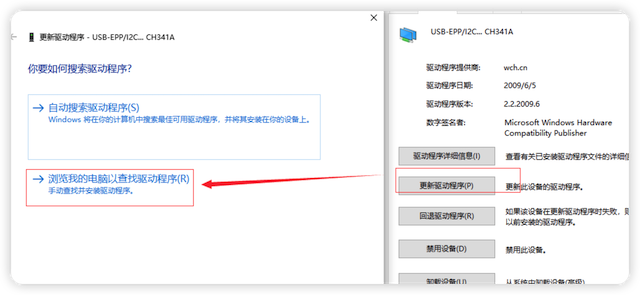 更新驱动程序 - USB-EPP/I2C... CH341A
你要如何搜索驱动程序?
自动搜索驱动程序(S)
Windows 将在你的计算机中搜索最佳可用驱动程序，并将其安装在你的设备上。
浏览我的电脑以查找驱动程序(R)
手动查找并安装驱动程序。
USB-EPP/I2C... CH341A
驱动程序提供商: wch.cn
驱动程序日期: 2009/6/5
驱动程序版本: 2.2.2009.6
数字签名者: Microsoft Windows Hardware
Compatibility Publisher
驱动程序详细信息(I) 查看有关已安装驱动程序文件的详细信
更新驱动程序(P) 更新此设备的驱动程序。
回退驱动程序(R) 如果该设备在更新驱动程序时失败，则
以前安装的驱动程序。
禁用设备(D) 禁用此设备。
卸载设备(U) 从系统中卸载设备(高级)